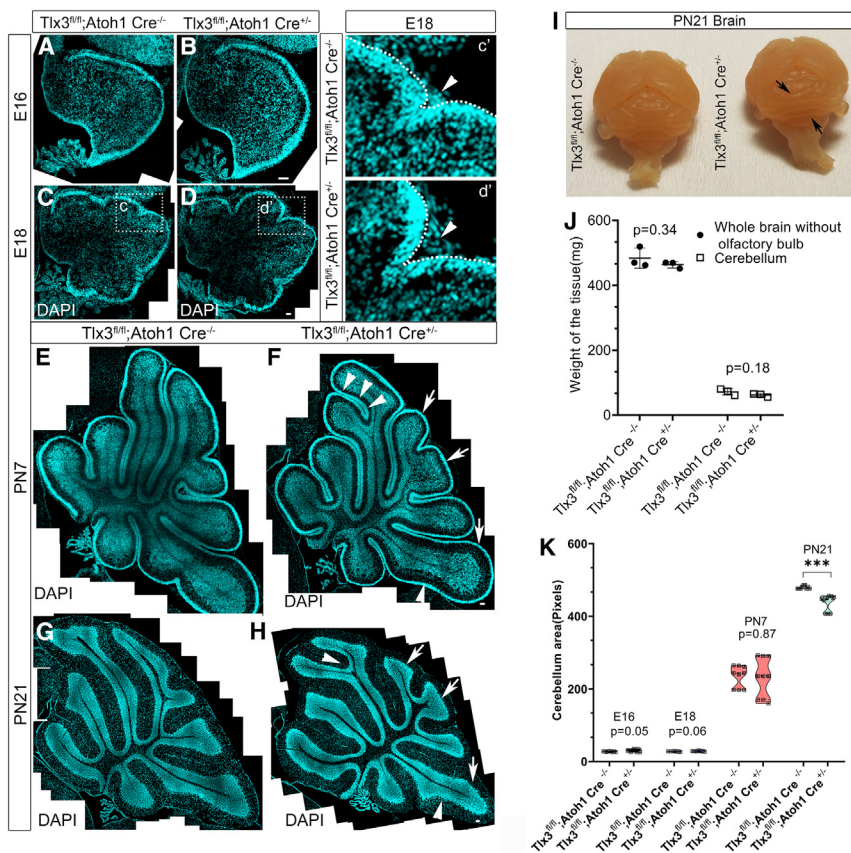 Tlx3fl/fl;Atoh1 Cre-/-
Tlx3fl/fl;Atoh1 Cre+/-
E18
E16
A
B
Tlx3fl/fl;Atoh1 Cre-/-
c'
E18
C
c'
DAPI
D
d'
DAPI
Tlx3fl/fl;Atoh1 Cre+/-
d'
Tlx3fl/fl;Atoh1 Cre-/-
Tlx3fl/fl;Atoh1 Cre+/-
PN7
E
DAPI
F
DAPI
PN21
G
DAPI
H
DAPI
I
PN21 Brain
Tlx3fl/fl;Atoh1 Cre-/-
Tlx3fl/fl;Atoh1 Cre+/-
J
Weight of the tissue(mg)
600
400
200
0
p=0.34
p=0.18
Whole brain without
olfactory bulb
Cerebellum
Tlx3fl/fl;Atoh1 Cre-/-
Tlx3fl/fl;Atoh1 Cre+/-
Tlx3fl/fl;Atoh1 Cre-/-
Tlx3fl/fl;Atoh1 Cre+/-
K
Cerebellum area(Pixels)
600
400
200
0
E16
p=0.05
E18
p=0.06
PN7
p=0.87
PN21
***
Tlx3fl/fl;Atoh1 Cre-/-
Tlx3fl/fl;Atoh1 Cre+/-
Tlx3fl/fl;Atoh1 Cre-/-
Tlx3fl/fl;Atoh1 Cre+/-
Tlx3fl/fl;Atoh1 Cre-/-
Tlx3fl/fl;Atoh1 Cre+/-
Tlx3fl/fl;Atoh1 Cre-/-
Tlx3fl/fl;Atoh1 Cre+/-